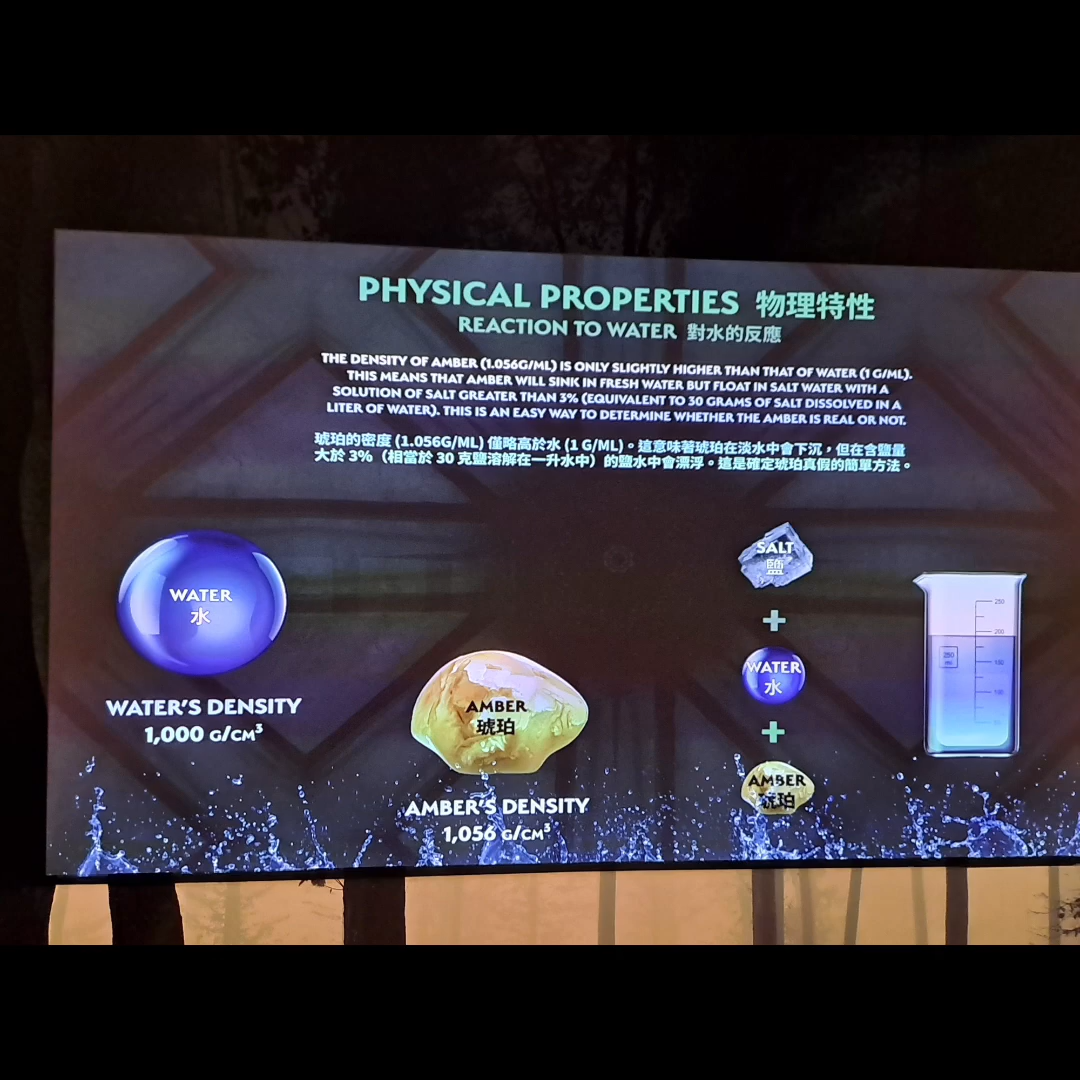 PHYSICAL PROPERTIES 物理特性
REACTION TO WATER 對水的反應
THE DENSITY OF AMBER (1.056G/ML) IS ONLY SLIGHTLY HIGHER THAN THAT OF WATER (1 G/ML).
THIS MEANS THAT AMBER WILL SINK IN FRESH WATER BUT FLOAT IN SALT WATER WITH A
SOLUTION OF SALT GREATER THAN 3% (EQUIVALENT TO 30 GRAMS OF SALT DISSOLVED IN A
LITER OF WATER). THIS IS AN EASY WAY TO DETERMINE WHETHER THE AMBER IS REAL OR NOT.
琥珀的密度 (1.056G/ML) 僅略高於水 (1 G/ML)。這意味著琥珀在淡水中會下沉，但在含鹽量
大於 3%（相當於 30 克鹽溶解在一升水中）的鹽水中會漂浮。這是確定琥珀真假的簡單方法。
WATER
水
WATER'S DENSITY
1,000 G/CM³
AMBER
琥珀
AMBER'S DENSITY
1,056 G/CM³
SALT
鹽
+
WATER
水
+
AMBER
琥珀
250
200
150
100
250